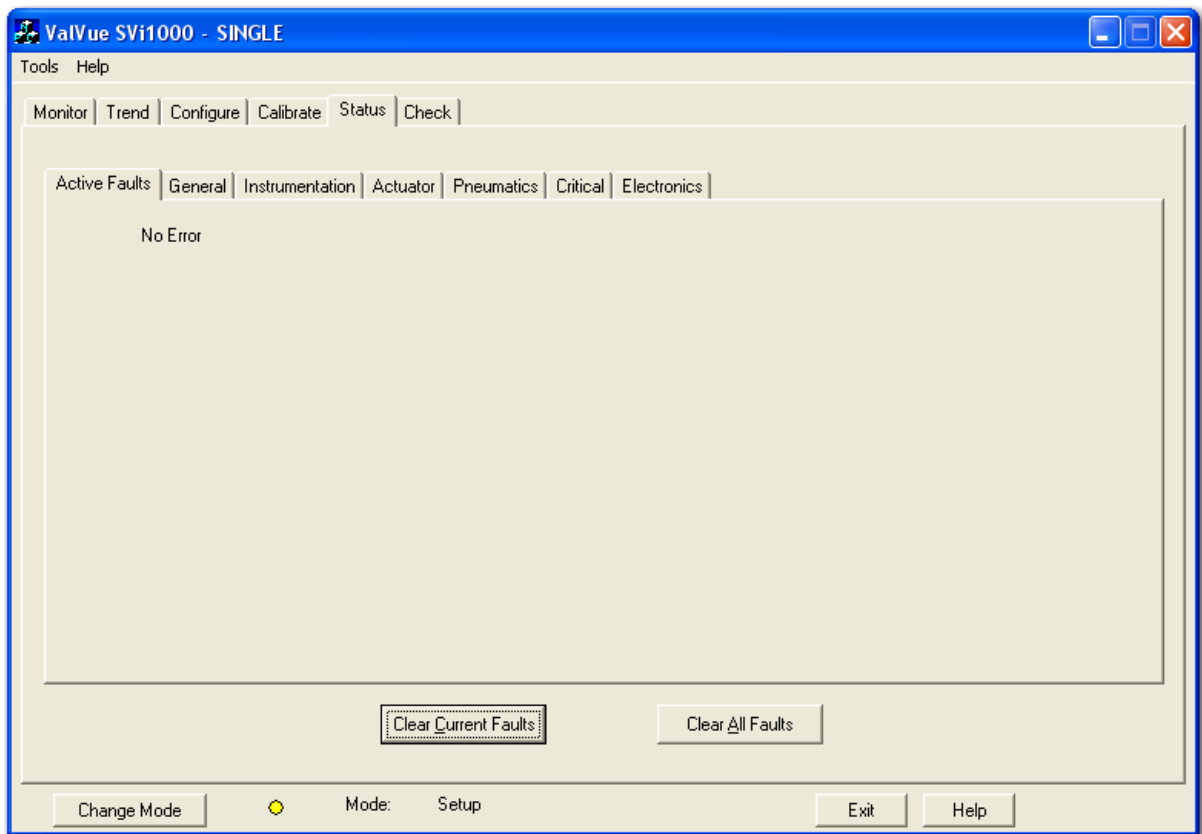 ValVue SVi1000 - SINGLE
Tools Help
Monitor Trend Configure Calibrate Status Check
Active Faults General Instrumentation Actuator Pneumatics Critical Electronics
No Error
Clear Current Faults Clear All Faults
Change Mode Mode: Setup Exit Help